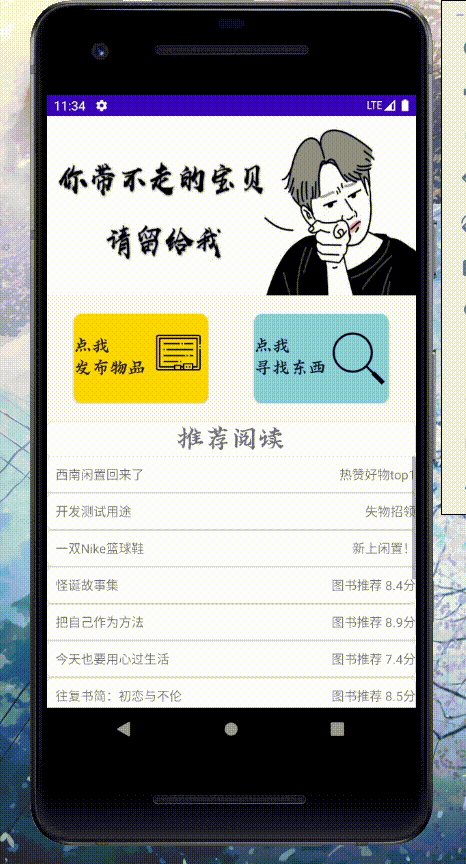 11:34
LTE
你带不走的宝贝
请留给我
点我
发布物品
点我
寻找东西
推荐阅读
西南闲置回来了 热赞好物top1
开发测试用途 失物招领
一双Nike篮球鞋 新上闲置!
怪诞故事集 图书推荐 8.4分
把自己作为方法 图书推荐 8.9分
今天也要用心过生活 图书推荐 7.4分
往复书简：初恋与不伦 图书推荐 8.5分